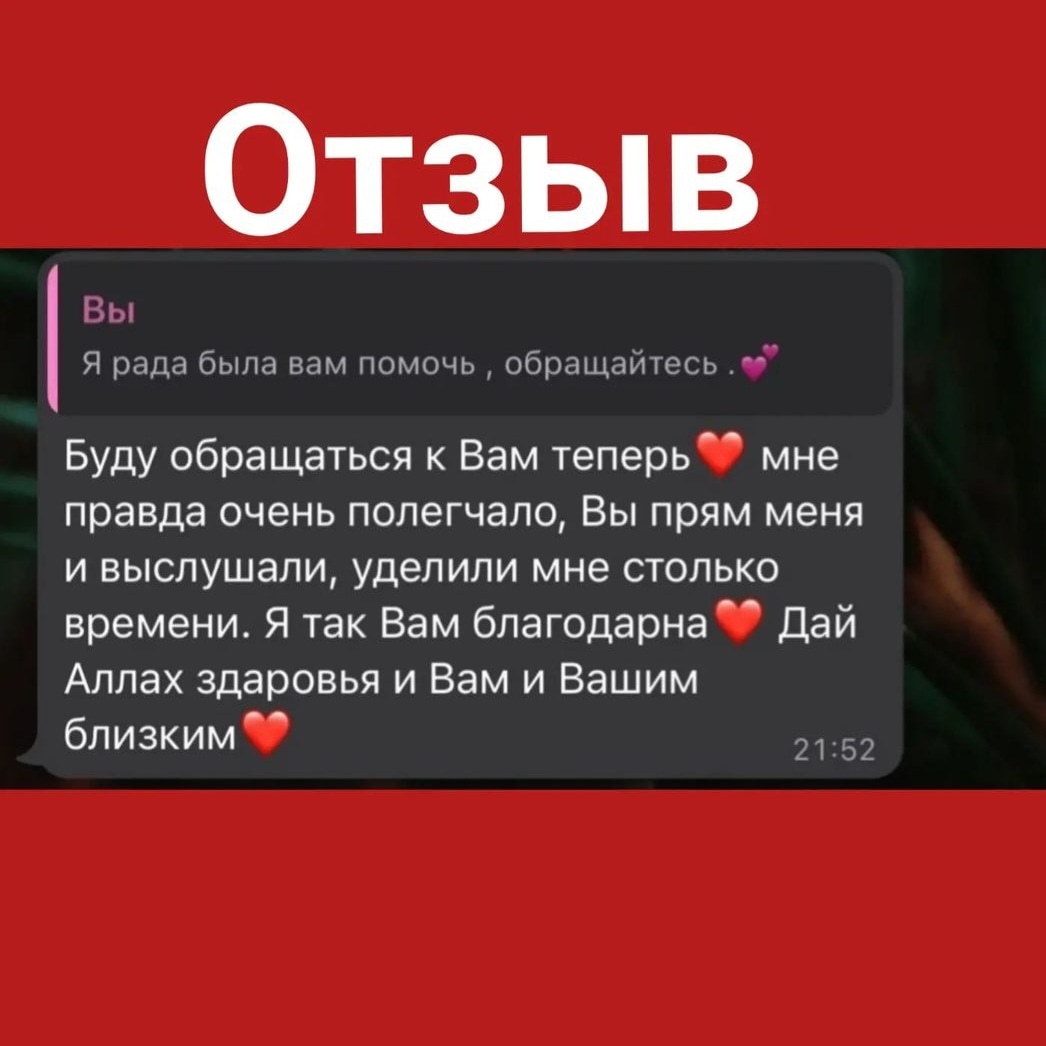 Отзыв
Вы
Я рада была вам помочь , обращайтесь .💕
Буду обращаться к Вам теперь❤️ мне
правда очень полегчало, Вы прям меня
и выслушали, уделили мне столько
времени. Я так Вам благодарна❤️ Дай
Аллах здоровья и Вам и Вашим
близким❤️
21:52